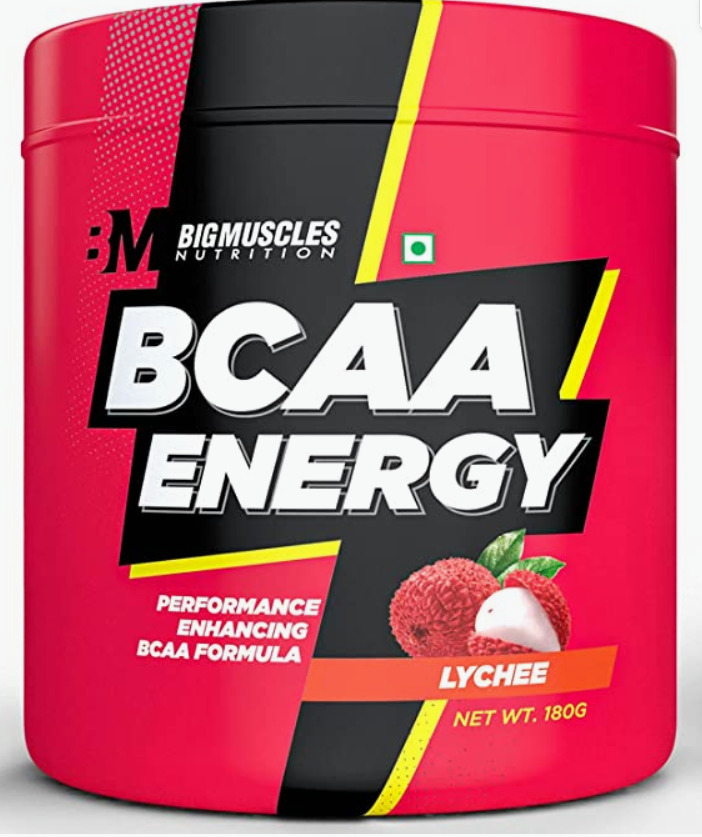 BM BIGMUSCLES
NUTRITION
BCAA
ENERGY
PERFORMANCE
ENHANCING
BCAA FORMULA
LYCHEE
NET WT. 180G